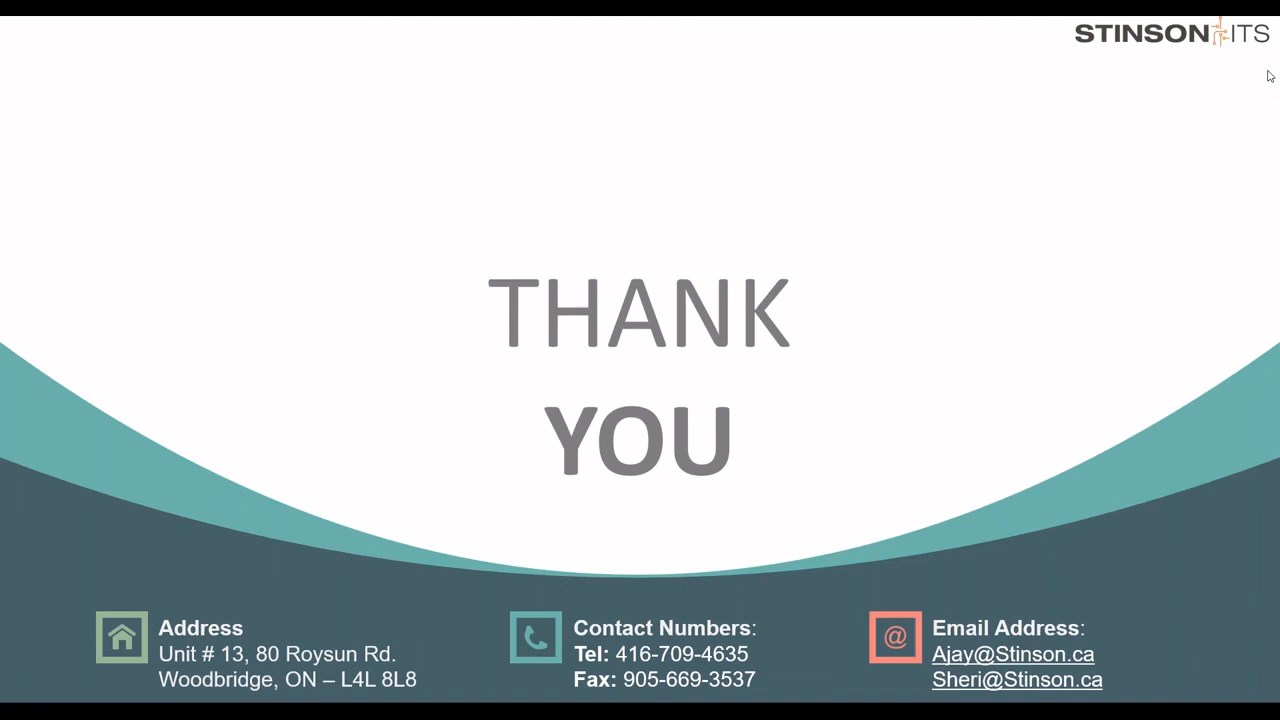 STINSON ITS
THANK
YOU
Address
Unit # 13, 80 Roysun Rd.
Woodbridge, ON – L4L 8L8
Contact Numbers:
Tel: 416-709-4635
Fax: 905-669-3537
@
Email Address:
Ajay@Stinson.ca
Sheri@Stinson.ca